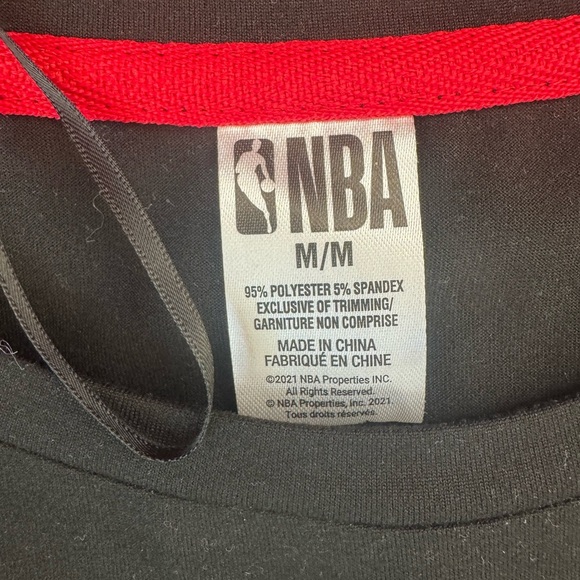 NBA
M/M
95% POLYESTER 5% SPANDEX
EXCLUSIVE OF TRIMMING/
GARNITURE NON COMPRISE
MADE IN CHINA
FABRIQUÉ EN CHINE
©2021 NBA Properties INC.
All Rights Reserved.
© NBA Properties, Inc. 2021.
Tous droits réservés.